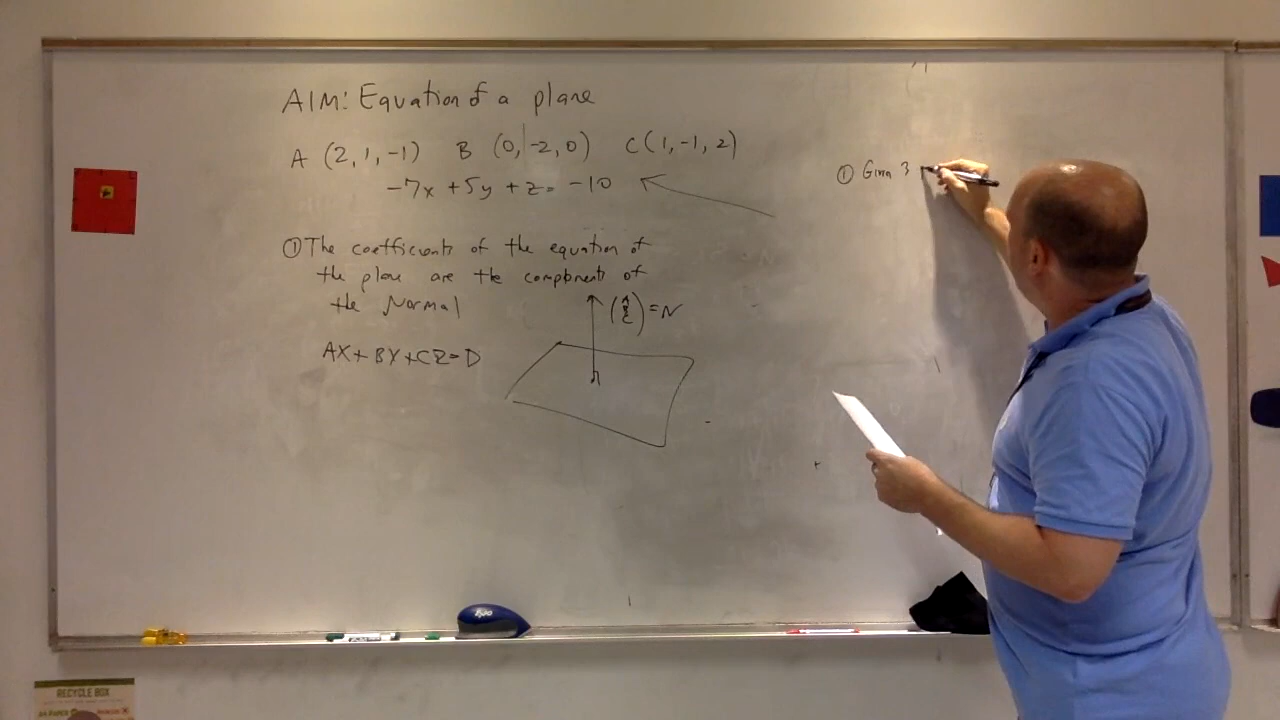 AIM: Equation of a plane
A (2, 1, -1) B (0, -2, 0) C (1, -1, 2)
-7x + 5y + z = -10
① The coefficients of the equation of
the plane are the components of
the Normal
(A B C) = N
AX + BY + CZ = D
① Given 3
EXPO
RECYCLE BOX